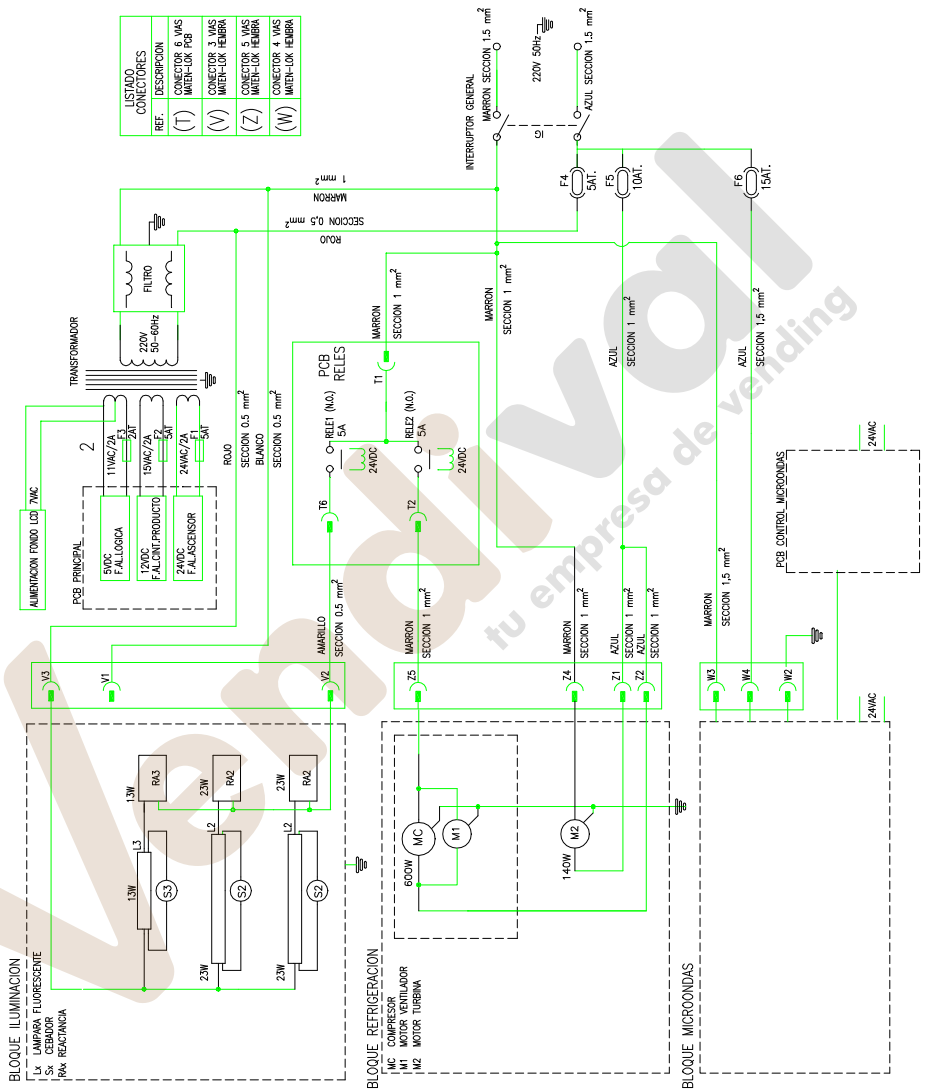 LISTADO
CONECTORES
REF. DESCRIPCION
(T) CONECTOR 6 VIAS
MATEN-LOK PCB
(V) CONECTOR 3 VIAS
MATEN-LOK HEMBRA
(Z) CONECTOR 5 VIAS
MATEN-LOK HEMBRA
(W) CONECTOR 4 VIAS
MATEN-LOK HEMBRA
INTERRUPTOR GENERAL
MARRON SECCION 1.5 mm²
220V 50Hz
AZUL SECCION 1.5 mm²
IG
F4
5AT.
F5
10AT.
F6
15AT.
1 mm²
MARRON
SECCION 0,5 mm²
ROJO
FILTRO
220V
50-60Hz
TRANSFORMADOR
2
11VAC/2A
F3
2AT
15VAC/2A
F2
5AT
24VAC/2A
F1
5AT
ALIMENTACION FONDO LCD 7VAC
PCB PRINCIPAL
5VDC
F.AL.LOGICA
12VDC
F.AL.CINT.PRODUCTO
24VDC
F.AL.ASCENSOR
ROJO
SECCION 0.5 mm²
BLANCO
SECCION 0.5 mm²
PCB
RELES
T1
RELE1 (N.O.)
5A
24VDC
RELE2 (N.O.)
5A
24VDC
T6
T2
MARRON
SECCION 1 mm²
MARRON
SECCION 1 mm²
AZUL
SECCION 1 mm²
AZUL
SECCION 1,5 mm²
AMARILLO
SECCION 0.5 mm²
MARRON
SECCION 1 mm²
MARRON
SECCION 1 mm²
AZUL
SECCION 1 mm²
AZUL
SECCION 1 mm²
MARRON
SECCION 1,5 mm²
PCB CONTROL MICROONDAS
24VAC
24VAC
V3
V1
V2
Z5
Z4
Z1
Z2
W3
W4
W2
BLOQUE ILUMINACION
Lx LAMPARA FLUORESCENTE
Sx CEBADOR
RAx REACTANCIA
13W
RA3
L3
13W
S3
23W
RA2
L2
23W
S2
23W
RA2
L2
23W
S2
BLOQUE REFRIGERACION
MC COMPRESOR
M1 MOTOR VENTILADOR
M2 MOTOR TURBINA
MC
600W
M1
M2
140W
BLOQUE MICROONDAS
Vendival
tu empresa de vending